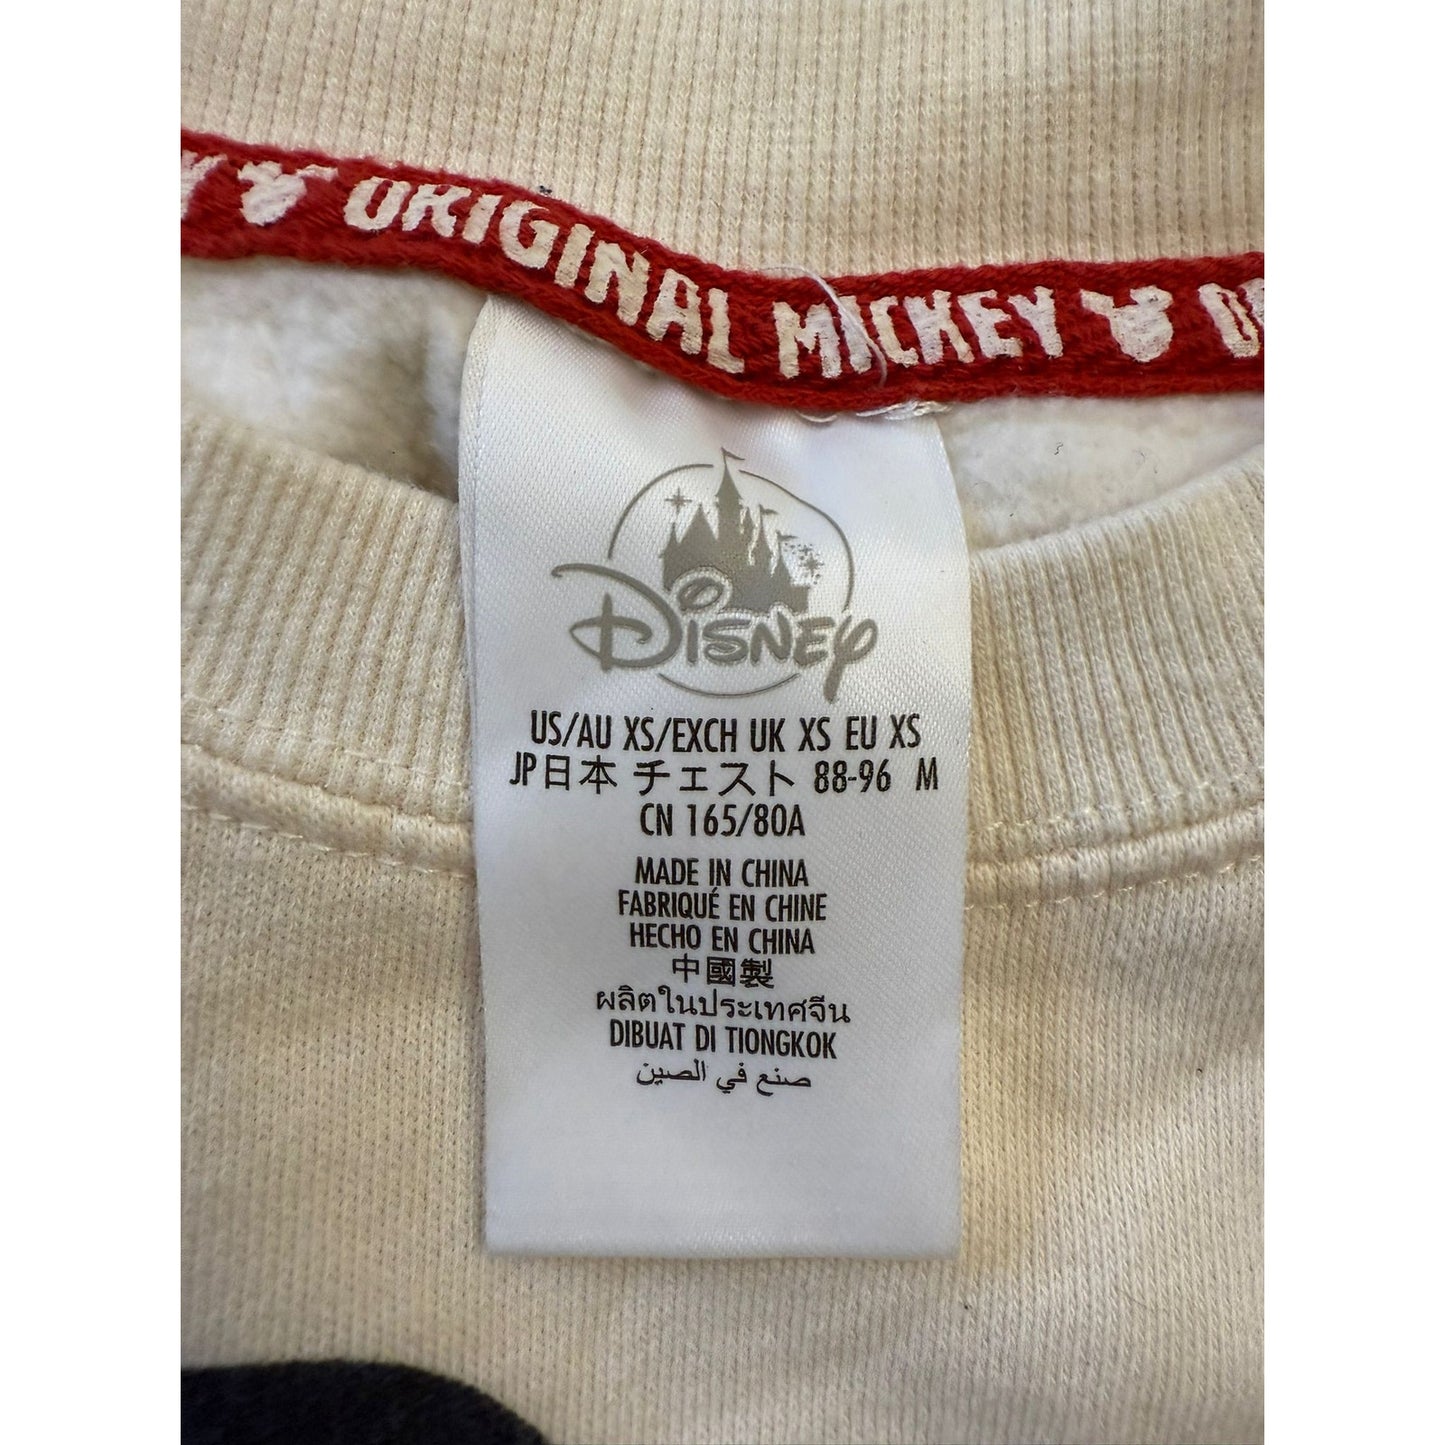 ORIGINAL MICKEY
Disney
US/AU XS/EXCH UK XS EU XS
JP日本 チェスト 88-96 M
CN 165/80A
MADE IN CHINA
FABRIQUÉ EN CHINE
HECHO EN CHINA
中國製
ผลิตในประเทศจีน
DIBUAT DI TIONGKOK
صنع في الصين